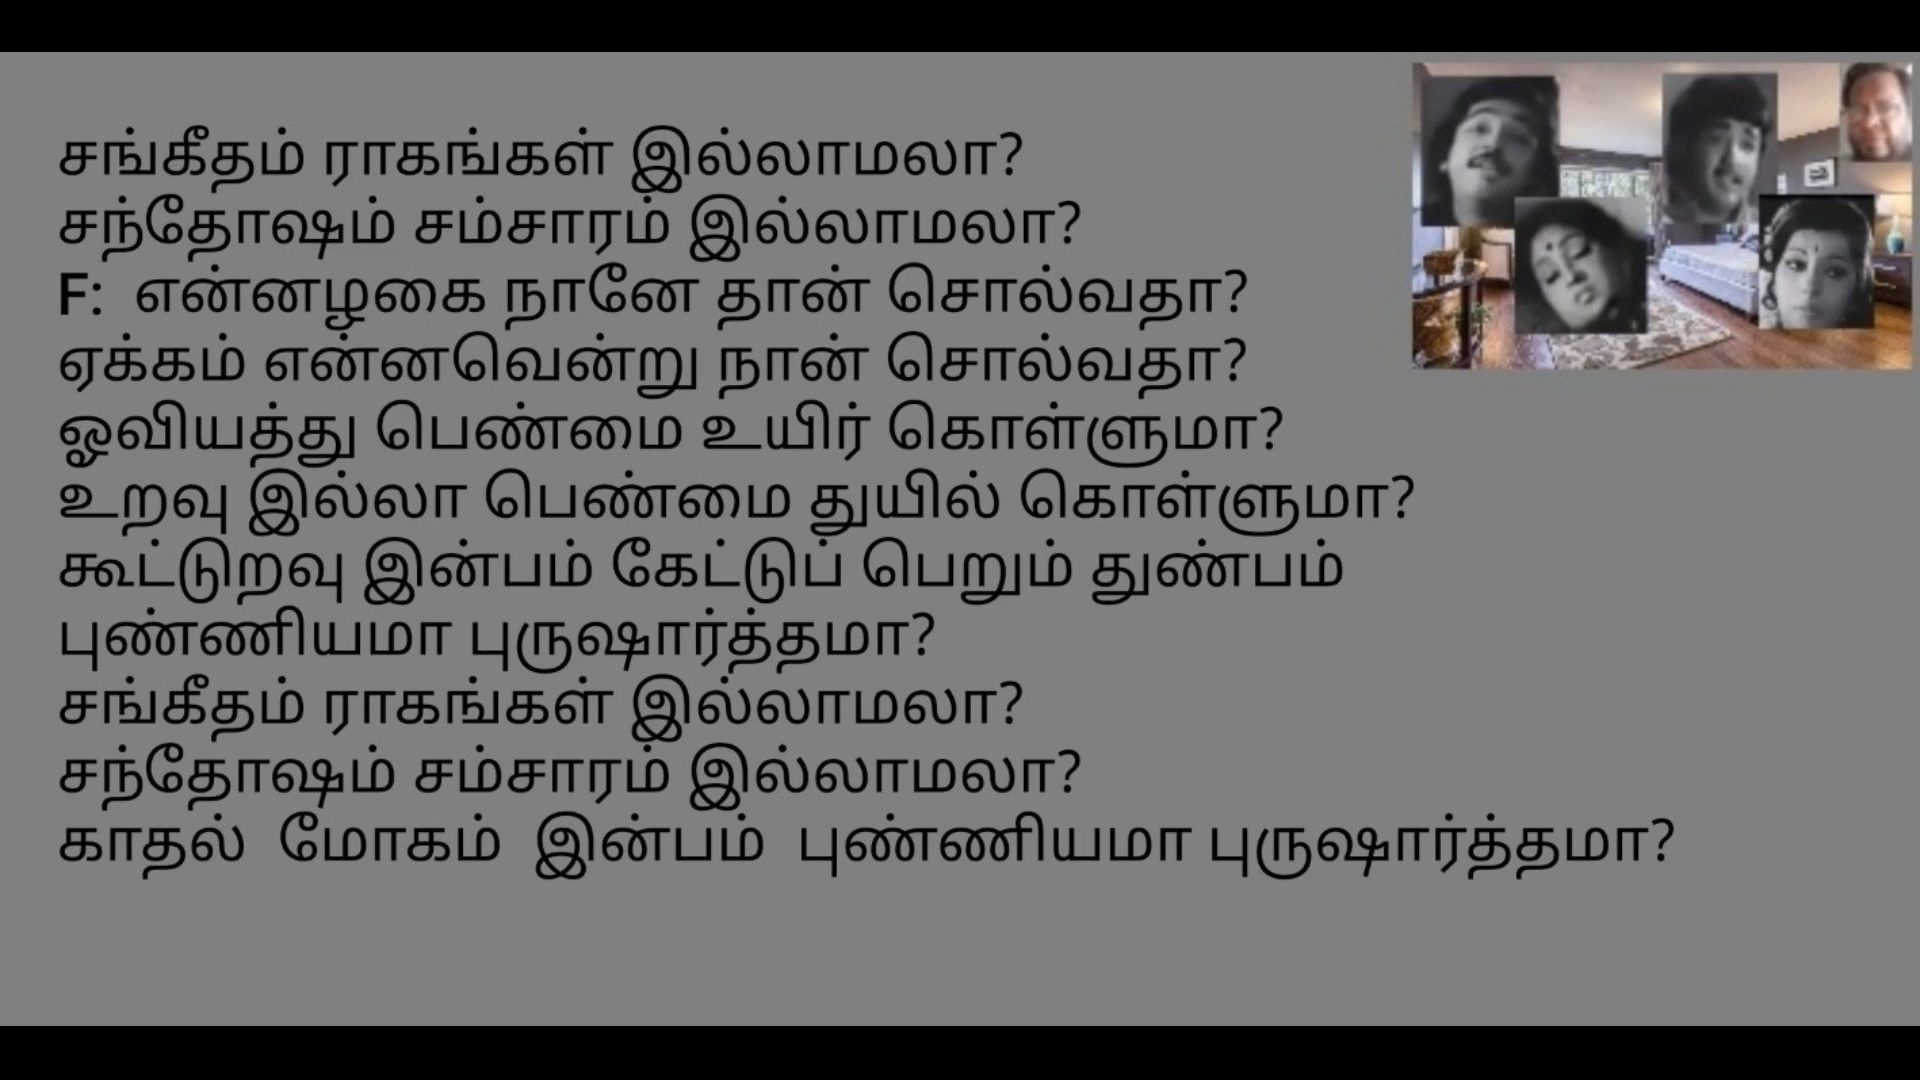 சங்கீதம் ராகங்கள் இல்லாமலா?
சந்தோஷம் சம்சாரம் இல்லாமலா?
F: என்னழகை நானே தான் சொல்வதா?
ஏக்கம் என்னவென்று நான் சொல்வதா?
ஓவியத்து பெண்மை உயிர் கொள்ளுமா?
உறவு இல்லா பெண்மை துயில் கொள்ளுமா?
கூட்டுறவு இன்பம் கேட்டுப் பெறும் துண்பம்
புண்ணியமா புருஷார்த்தமா?
சங்கீதம் ராகங்கள் இல்லாமலா?
சந்தோஷம் சம்சாரம் இல்லாமலா?
காதல் மோகம் இன்பம் புண்ணியமா புருஷார்த்தமா?